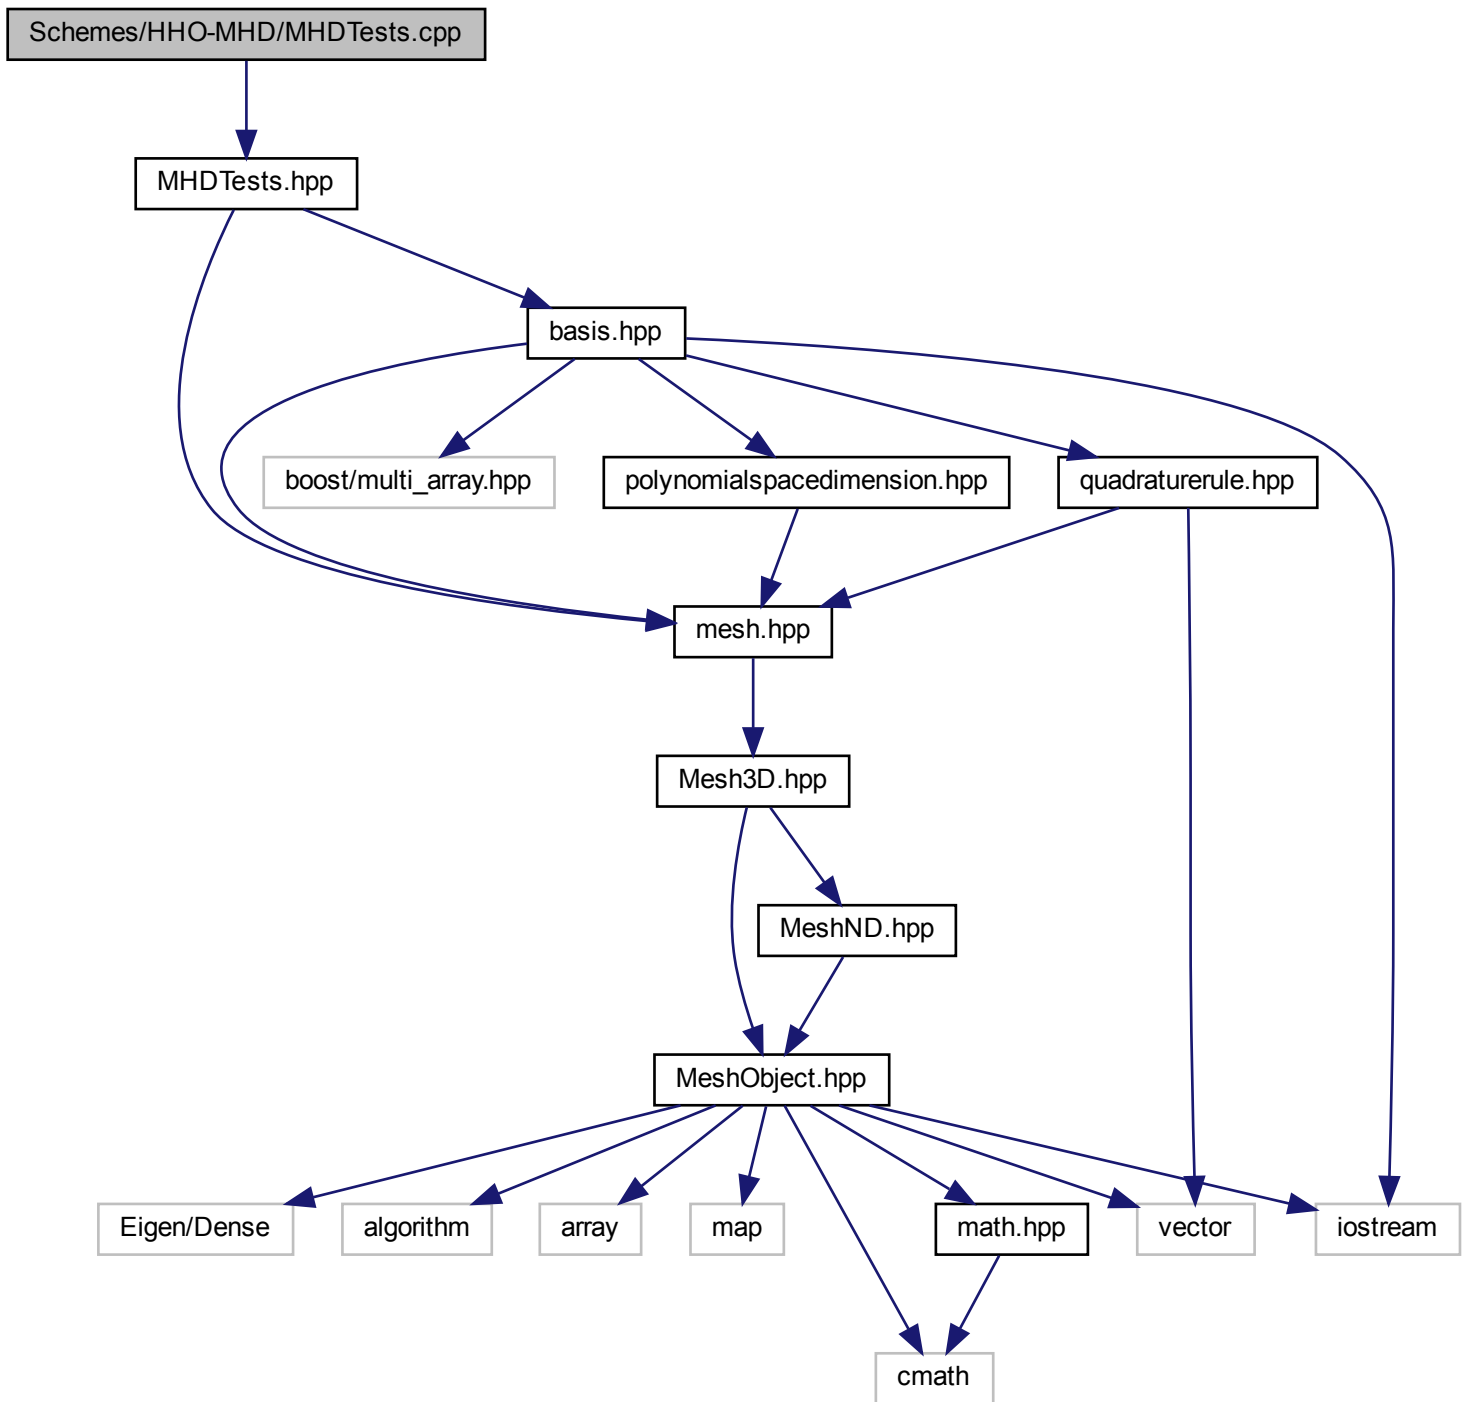 Schemes/HHO-MHD/MHDTests.cpp
MHDTests.hpp
basis.hpp
boost/multi_array.hpp
polynomialspacedimension.hpp
quadraturerule.hpp
mesh.hpp
Mesh3D.hpp
MeshND.hpp
MeshObject.hpp
Eigen/Dense
algorithm
array
map
math.hpp
vector
iostream
cmath